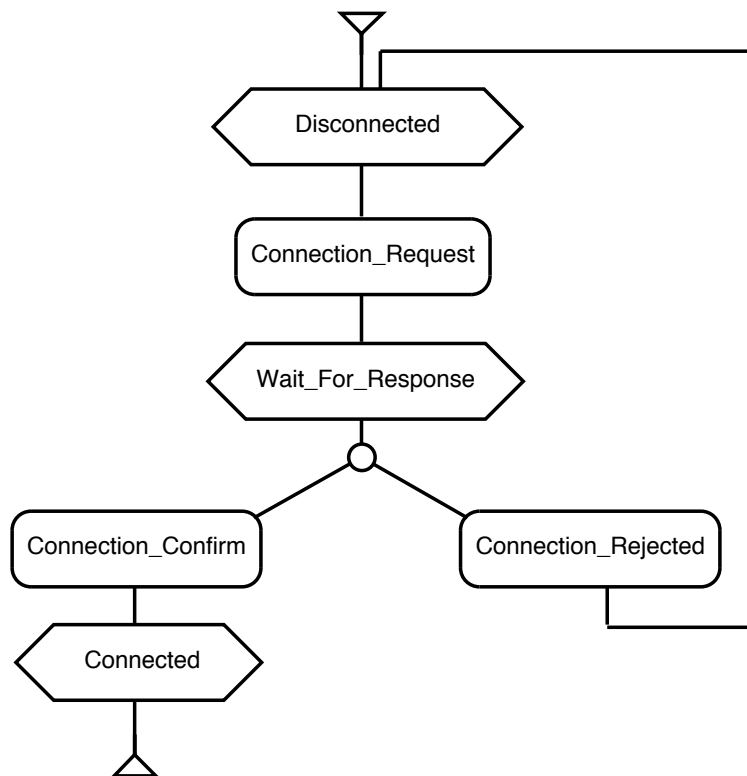 Disconnected
Connection_Request
Wait_For_Response
Connection_Confirm
Connection_Rejected
Connected